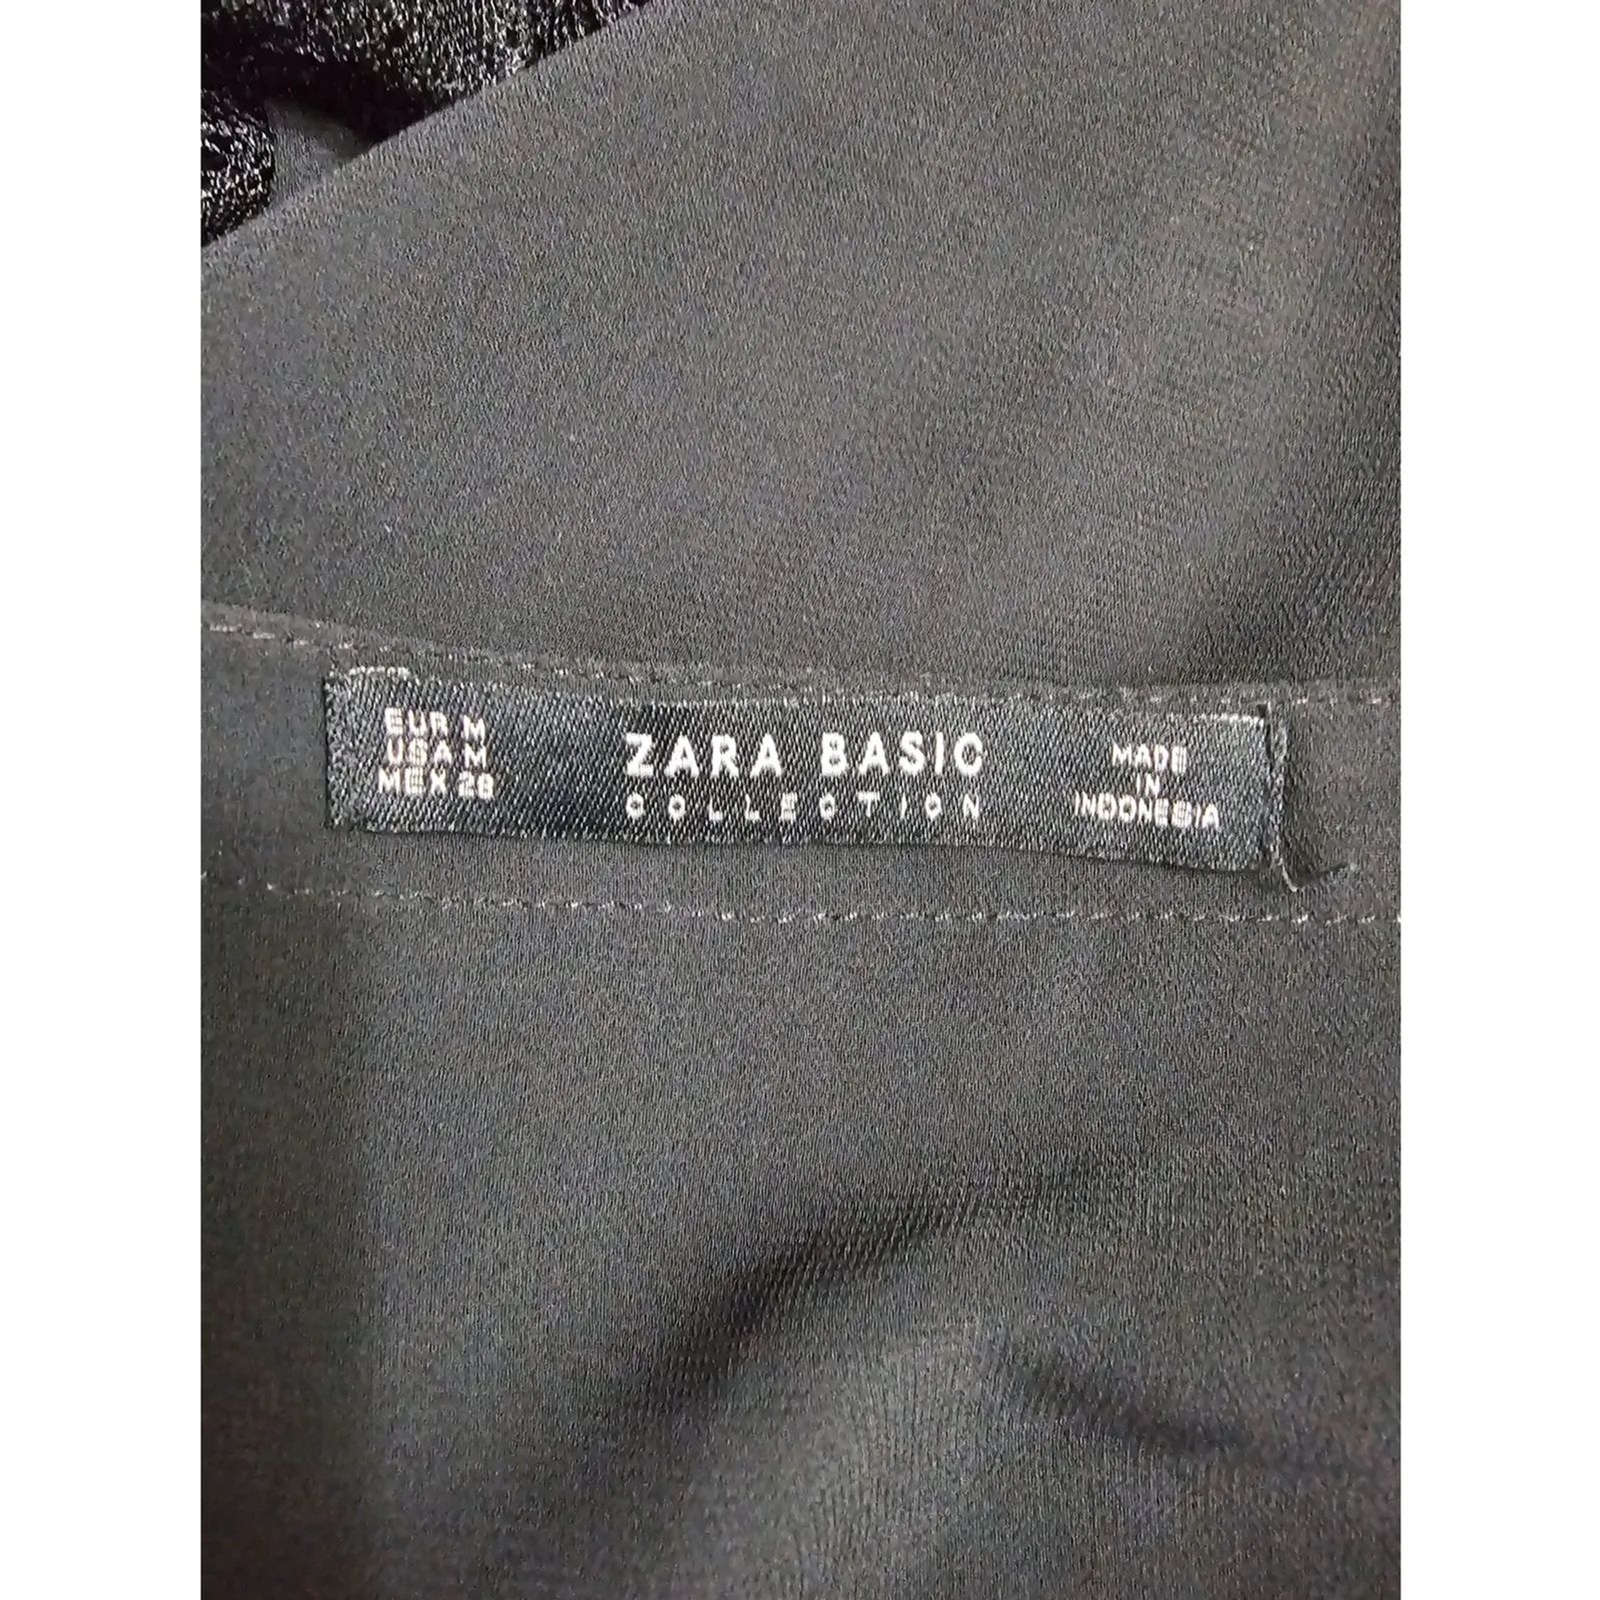 EUR M
USA M
MEX 28
ZARA BASIC
COLLECTION
MADE
IN
INDONESIA